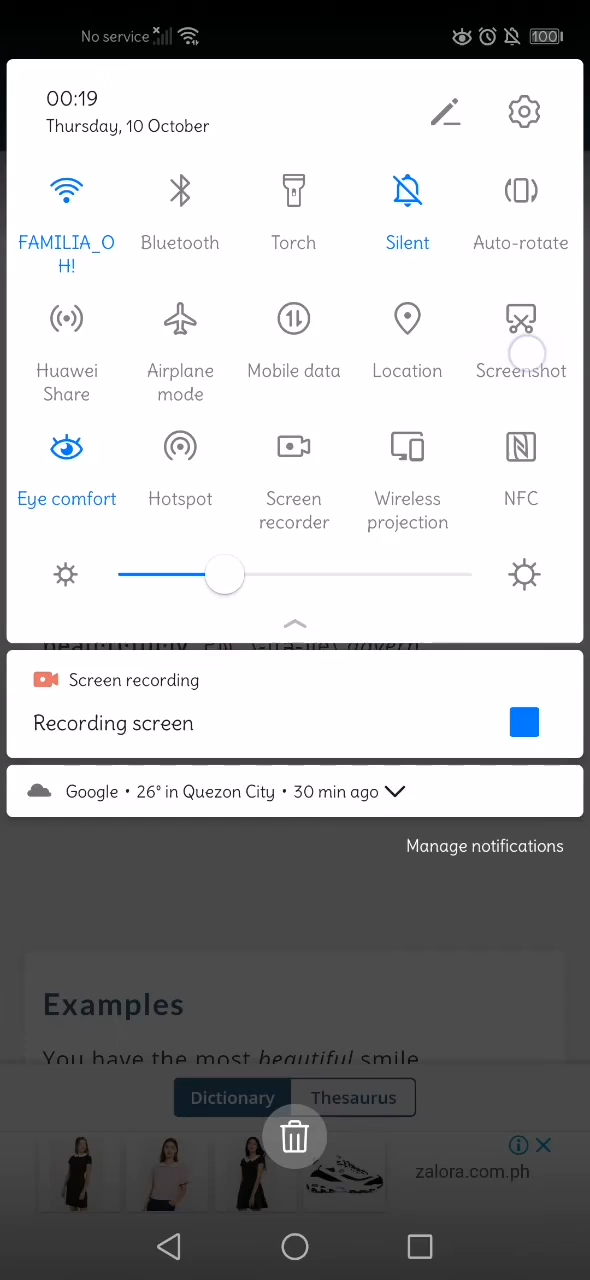 No service
100
00:19
Thursday, 10 October
FAMILIA_O
H!
Bluetooth
Torch
Silent
Auto-rotate
Huawei
Share
Airplane
mode
Mobile data
Location
Screenshot
Eye comfort
Hotspot
Screen
recorder
Wireless
projection
NFC
Screen recording
Recording screen
Google • 26° in Quezon City • 30 min ago
Manage notifications
Examples
You have the most beautiful smile
Dictionary
Thesaurus
zalora.com.ph